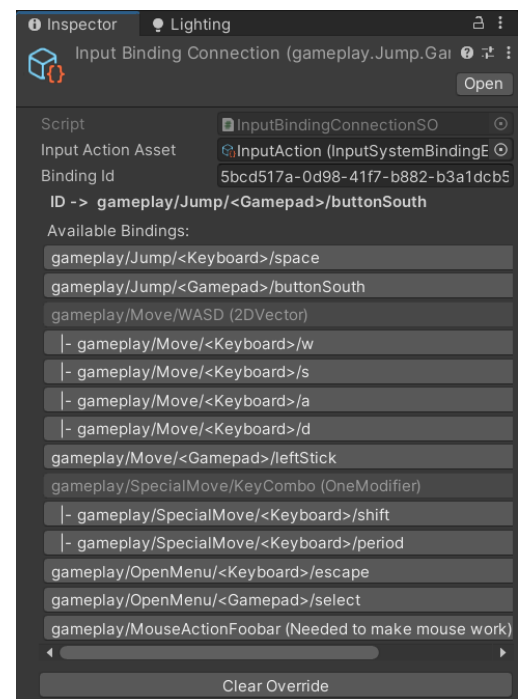 Inspector Lighting
Input Binding Connection (gameplay.Jump.Gar
Open
Script InputBindingConnectionSO
Input Action Asset InputAction (InputSystemBindingE
Binding Id 5bcd517a-0d98-41f7-b882-b3a1dcb5
ID -> gameplay/Jump/<Gamepad>/buttonSouth
Available Bindings:
gameplay/Jump/<Keyboard>/space
gameplay/Jump/<Gamepad>/buttonSouth
gameplay/Move/WASD (2DVector)
|- gameplay/Move/<Keyboard>/w
|- gameplay/Move/<Keyboard>/s
|- gameplay/Move/<Keyboard>/a
|- gameplay/Move/<Keyboard>/d
gameplay/Move/<Gamepad>/leftStick
gameplay/SpecialMove/KeyCombo (OneModifier)
|- gameplay/SpecialMove/<Keyboard>/shift
|- gameplay/SpecialMove/<Keyboard>/period
gameplay/OpenMenu/<Keyboard>/escape
gameplay/OpenMenu/<Gamepad>/select
gameplay/MouseActionFoobar (Needed to make mouse work)
Clear Override